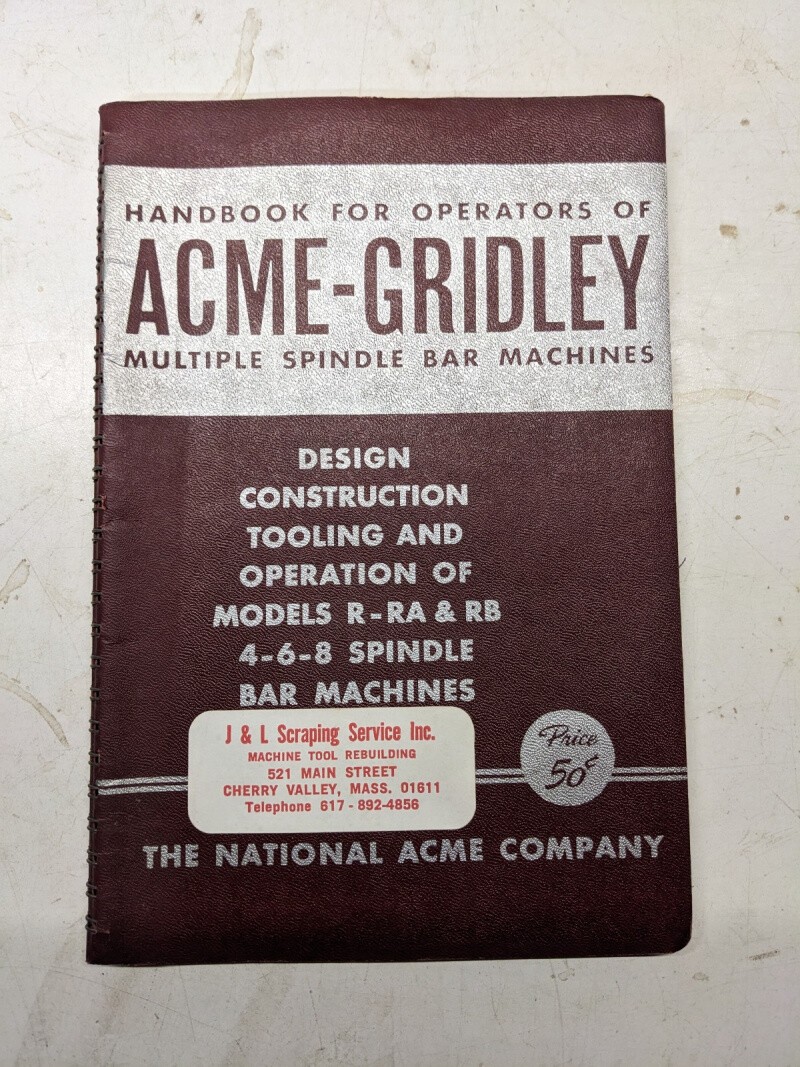 HANDBOOK FOR OPERATORS OF
ACME-GRIDLEY
MULTIPLE SPINDLE BAR MACHINES
DESIGN
CONSTRUCTION
TOOLING AND
OPERATION OF
MODELS R-RA & RB
4-6-8 SPINDLE
BAR MACHINES
J & L Scraping Service Inc.
MACHINE TOOL REBUILDING
521 MAIN STREET
CHERRY VALLEY, MASS. 01611
Telephone 617 - 892-4856
Price
50¢
THE NATIONAL ACME COMPANY